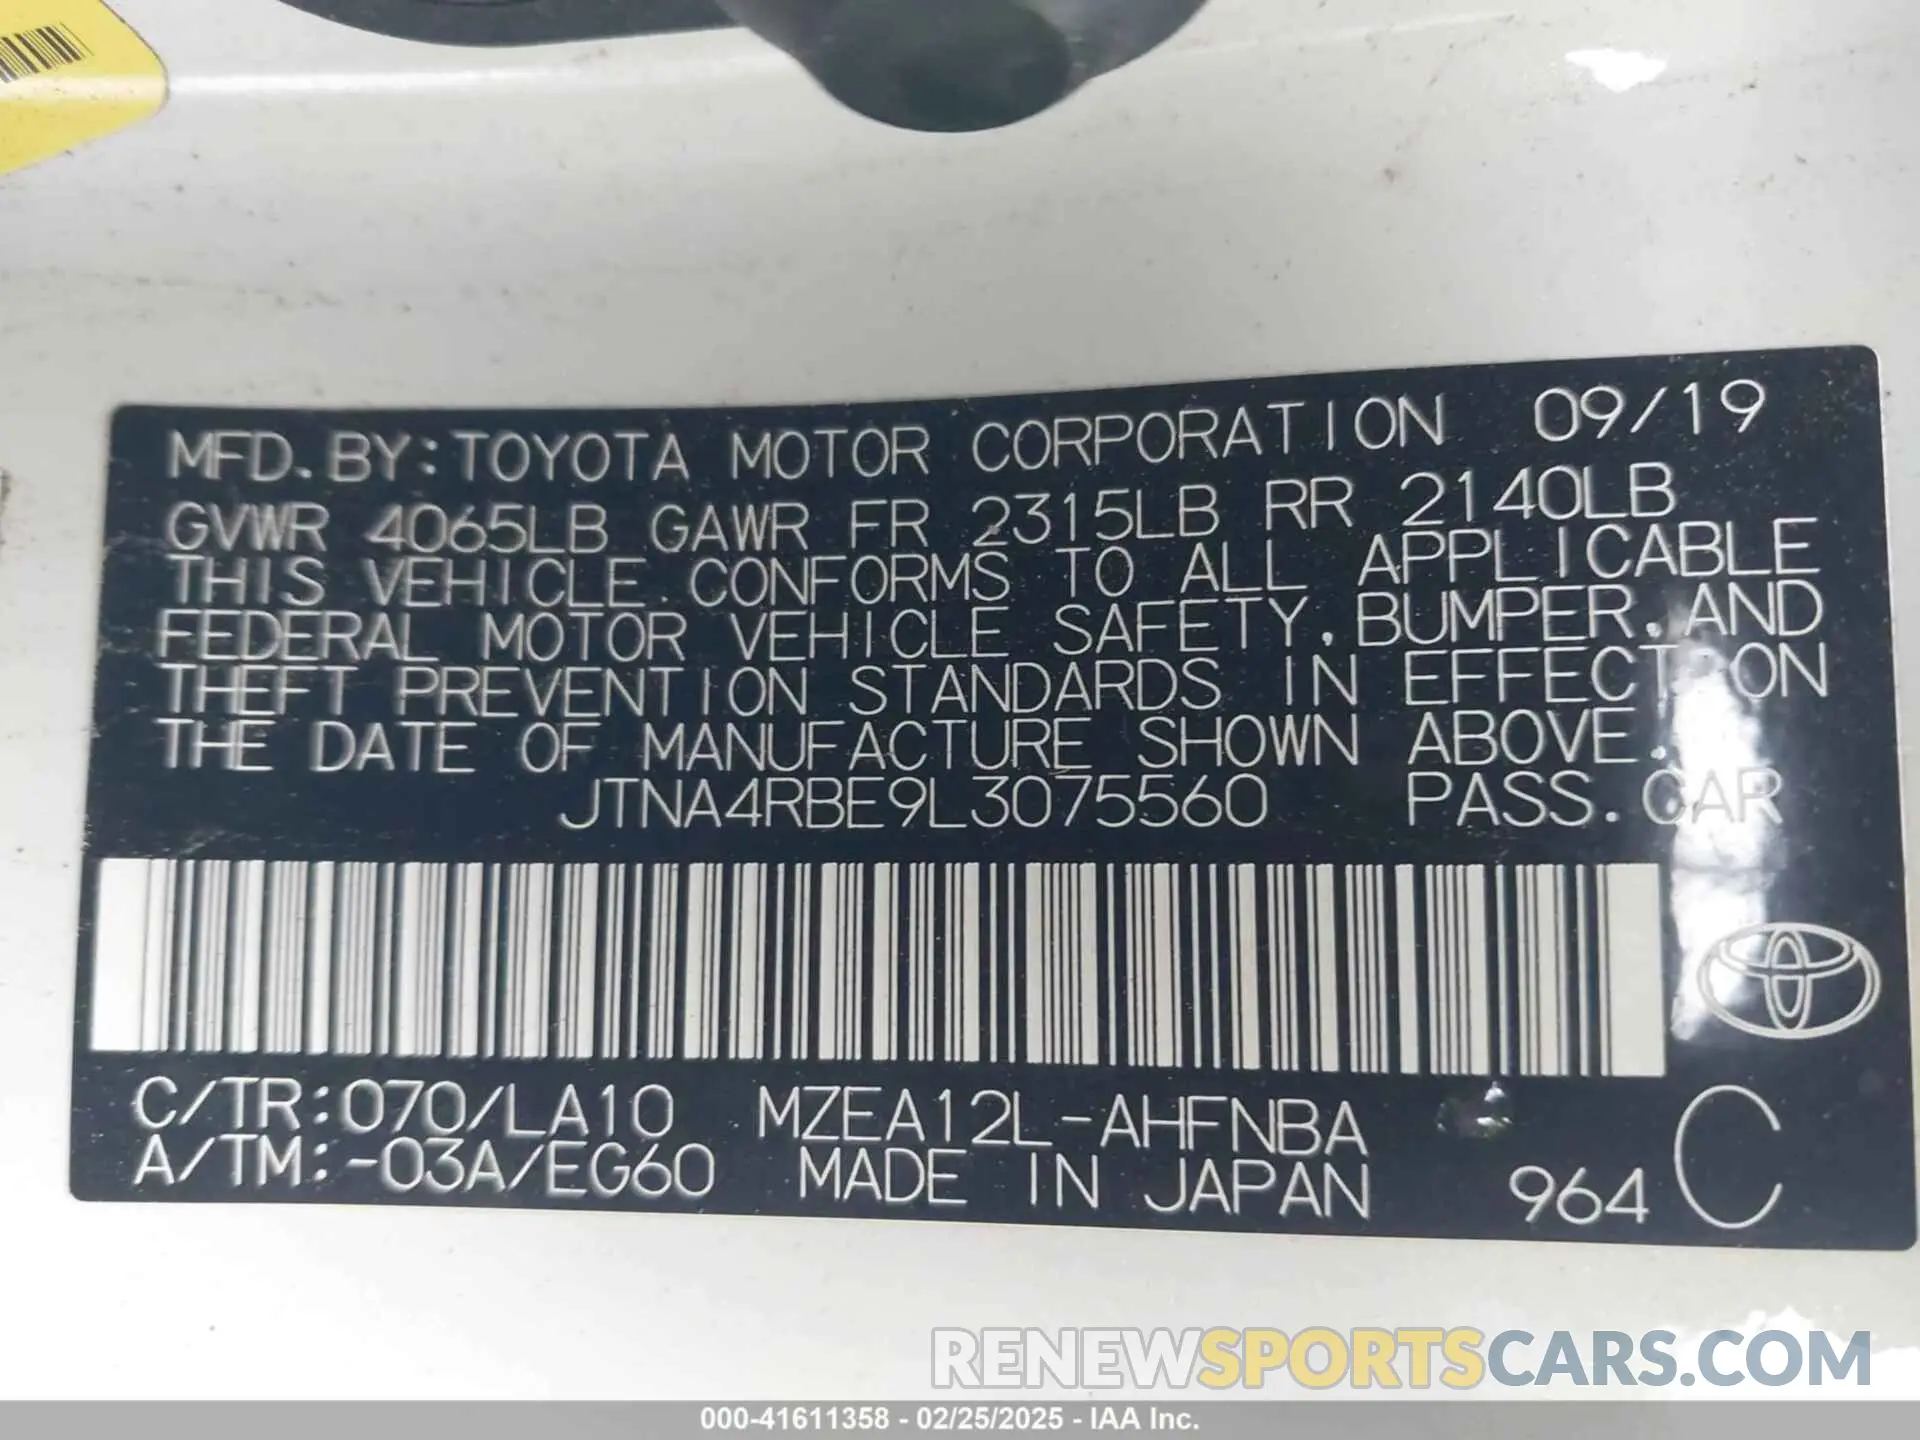 MFD.BY:TOYOTA MOTOR CORPORATION 09/19
GVWR 4065LB GAWR FR 2315LB RR 2140LB
THIS VEHICLE CONFORMS TO ALL APPLICABLE
FEDERAL MOTOR VEHICLE SAFETY, BUMPER, AND
THEFT PREVENTION STANDARDS IN EFFECT ON
THE DATE OF MANUFACTURE SHOWN ABOVE.
JTNA4RBE9L3075560 PASS.CAR
C/TR:070/LA10 MZEA12L-AHFNBA
A/TM:-03A/EG60 MADE IN JAPAN 964 C
RENEWSPORTSCARS.COM
000-41611358 - 02/25/2025 - IAA Inc.